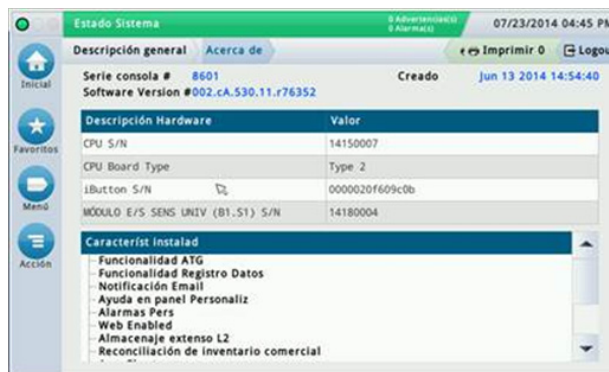 Estado Sistema
0 Advertencias(s)
0 Alarma(s)
07/23/2014 04:45 PM
Descripción general
Acerca de
Imprimir 0
Logou
Inicial
Favoritos
Menú
Acción
Serie consola # 8601
Creado Jun 13 2014 14:54:40
Software Version #002.cA.530.11.r76352
Descripción Hardware Valor
CPU S/N 14150007
CPU Board Type Type 2
iButton S/N 0000020f609c0b
MÓDULO E/S SENS UNIV (B1.S1) S/N 14180004
Característ instalad
Funcionalidad ATG
Funcionalidad Registro Datos
Notificación Email
Ayuda en panel Personaliz
Alarmas Pers
Web Enabled
Almacenaje extenso L2
Reconciliación de inventario comercial